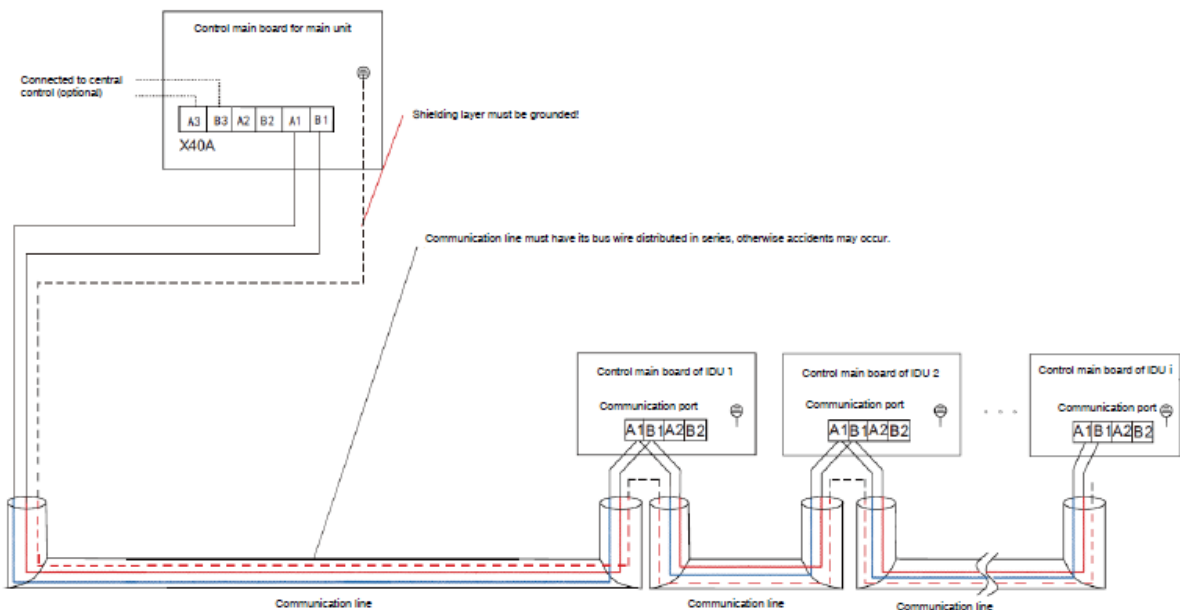 Control main board for main unit
Connected to central
control (optional)
A3 B3 A2 B2 A1 B1
X40A
Shielding layer must be grounded!
Communication line must have its bus wire distributed in series, otherwise accidents may occur.
Control main board of IDU 1
Communication port
A1 B1 A2 B2
Control main board of IDU 2
Communication port
A1 B1 A2 B2
Control main board of IDU i
Communication port
A1 B1 A2 B2
Communication line
Communication line
Communication line